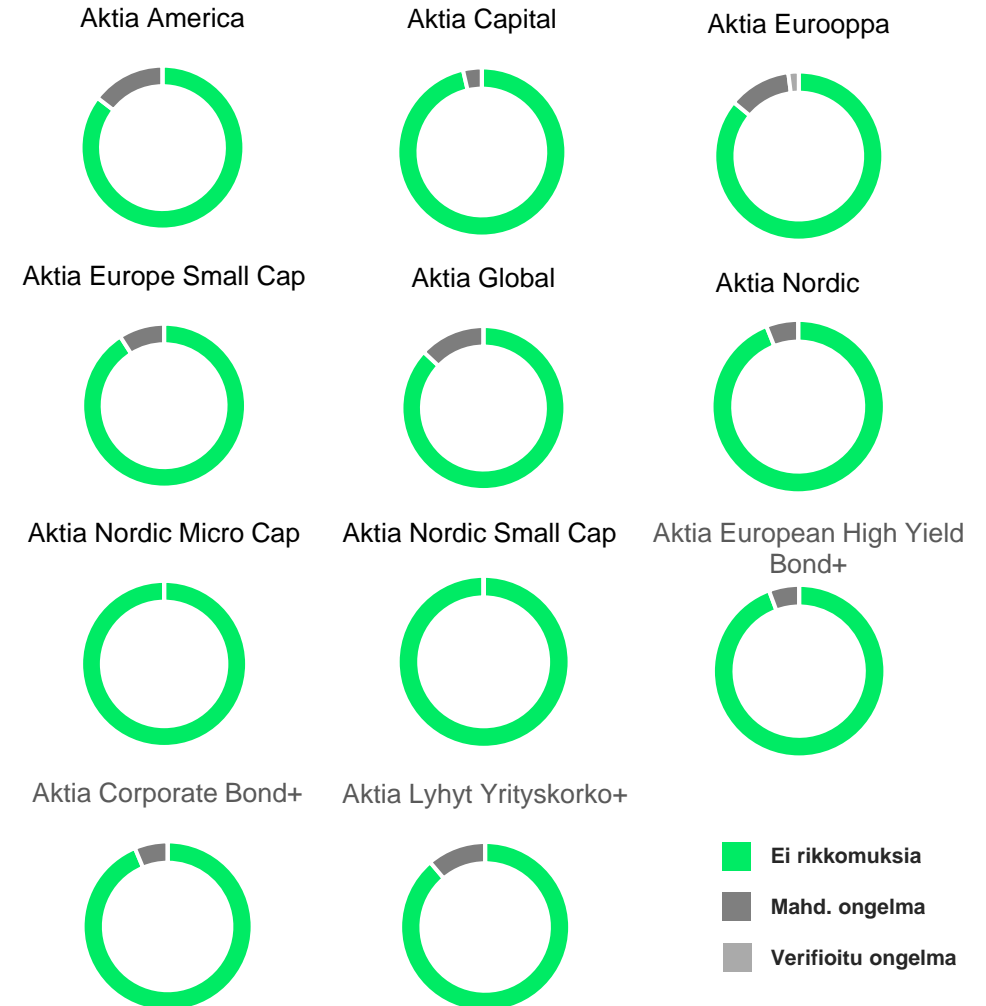 Aktia America
Aktia Capital
Aktia Eurooppa
Aktia Europe Small Cap
Aktia Global
Aktia Nordic
Aktia Nordic Micro Cap
Aktia Nordic Small Cap
Aktia European High Yield
Bond+
Aktia Corporate Bond+
Aktia Lyhyt Yrityskorko+
Ei rikkomuksia
Mahd. ongelma
Verifioitu ongelma